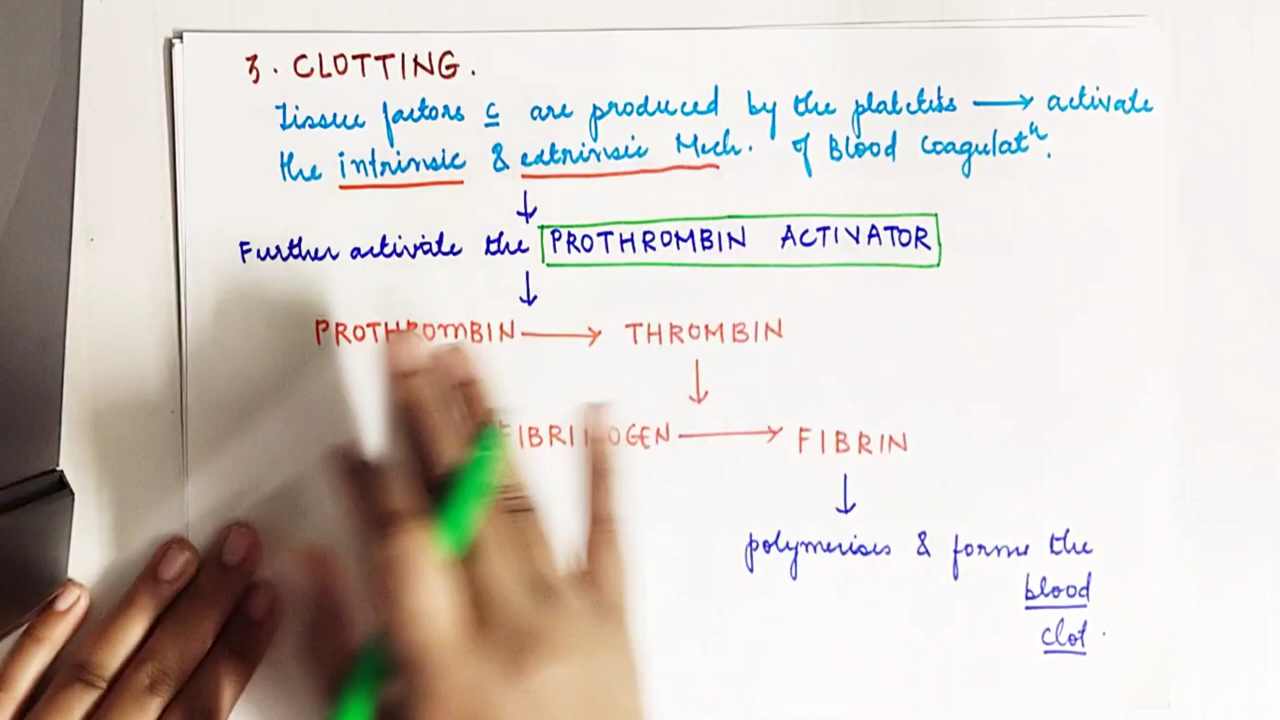 3. CLOTTING.
Tissue factors c are produced by the platelets → activate
the intrinsic & extrinsic Mech. of Blood Coagulatⁿ.
↓
Further activate the PROTHROMBIN ACTIVATOR
↓
PROTHROMBIN → THROMBIN
↓
FIBRINOGEN → FIBRIN
↓
polymerises & forms the
blood
clot.